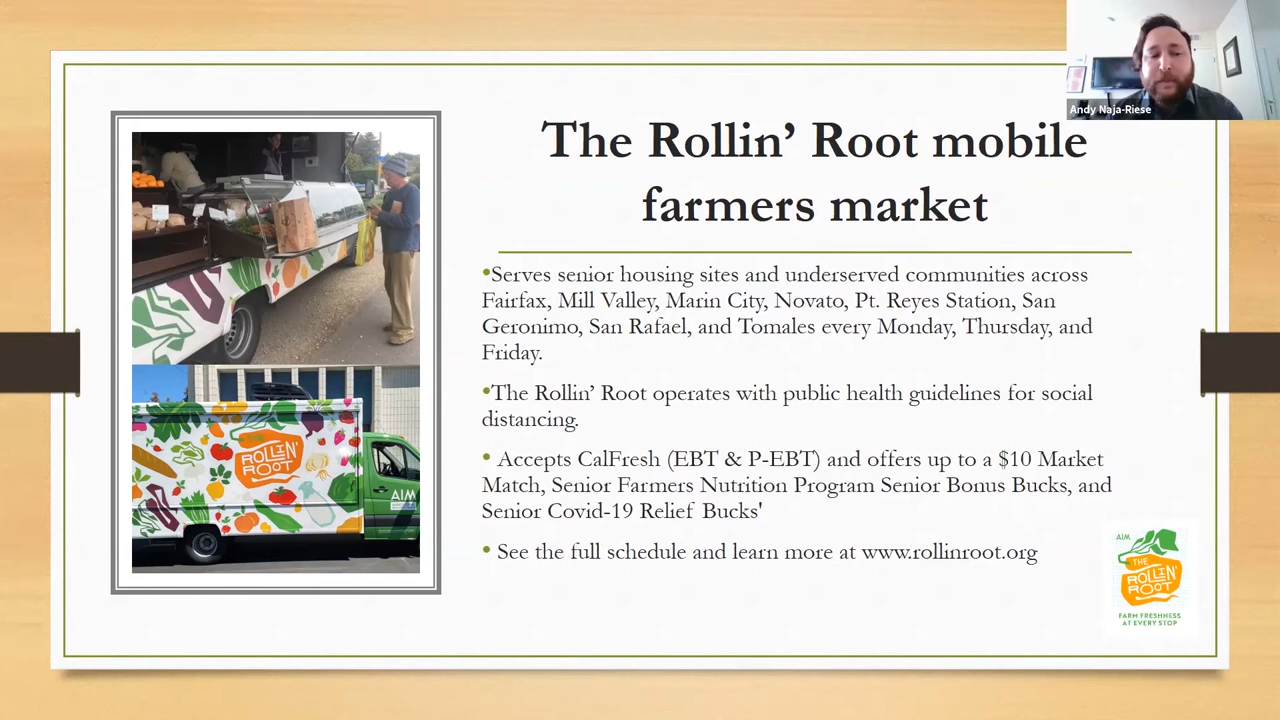 Andy Naja-Riese
The Rollin’ Root mobile
farmers market
•Serves senior housing sites and underserved communities across
Fairfax, Mill Valley, Marin City, Novato, Pt. Reyes Station, San
Geronimo, San Rafael, and Tomales every Monday, Thursday, and
Friday.
•The Rollin’ Root operates with public health guidelines for social
distancing.
• Accepts CalFresh (EBT & P-EBT) and offers up to a $10 Market
Match, Senior Farmers Nutrition Program Senior Bonus Bucks, and
Senior Covid-19 Relief Bucks'
• See the full schedule and learn more at www.rollinroot.org
THE
ROLLIN'
ROOT
AIM
AIM
THE
ROLLIN'
ROOT
FARM FRESHNESS
AT EVERY STOP